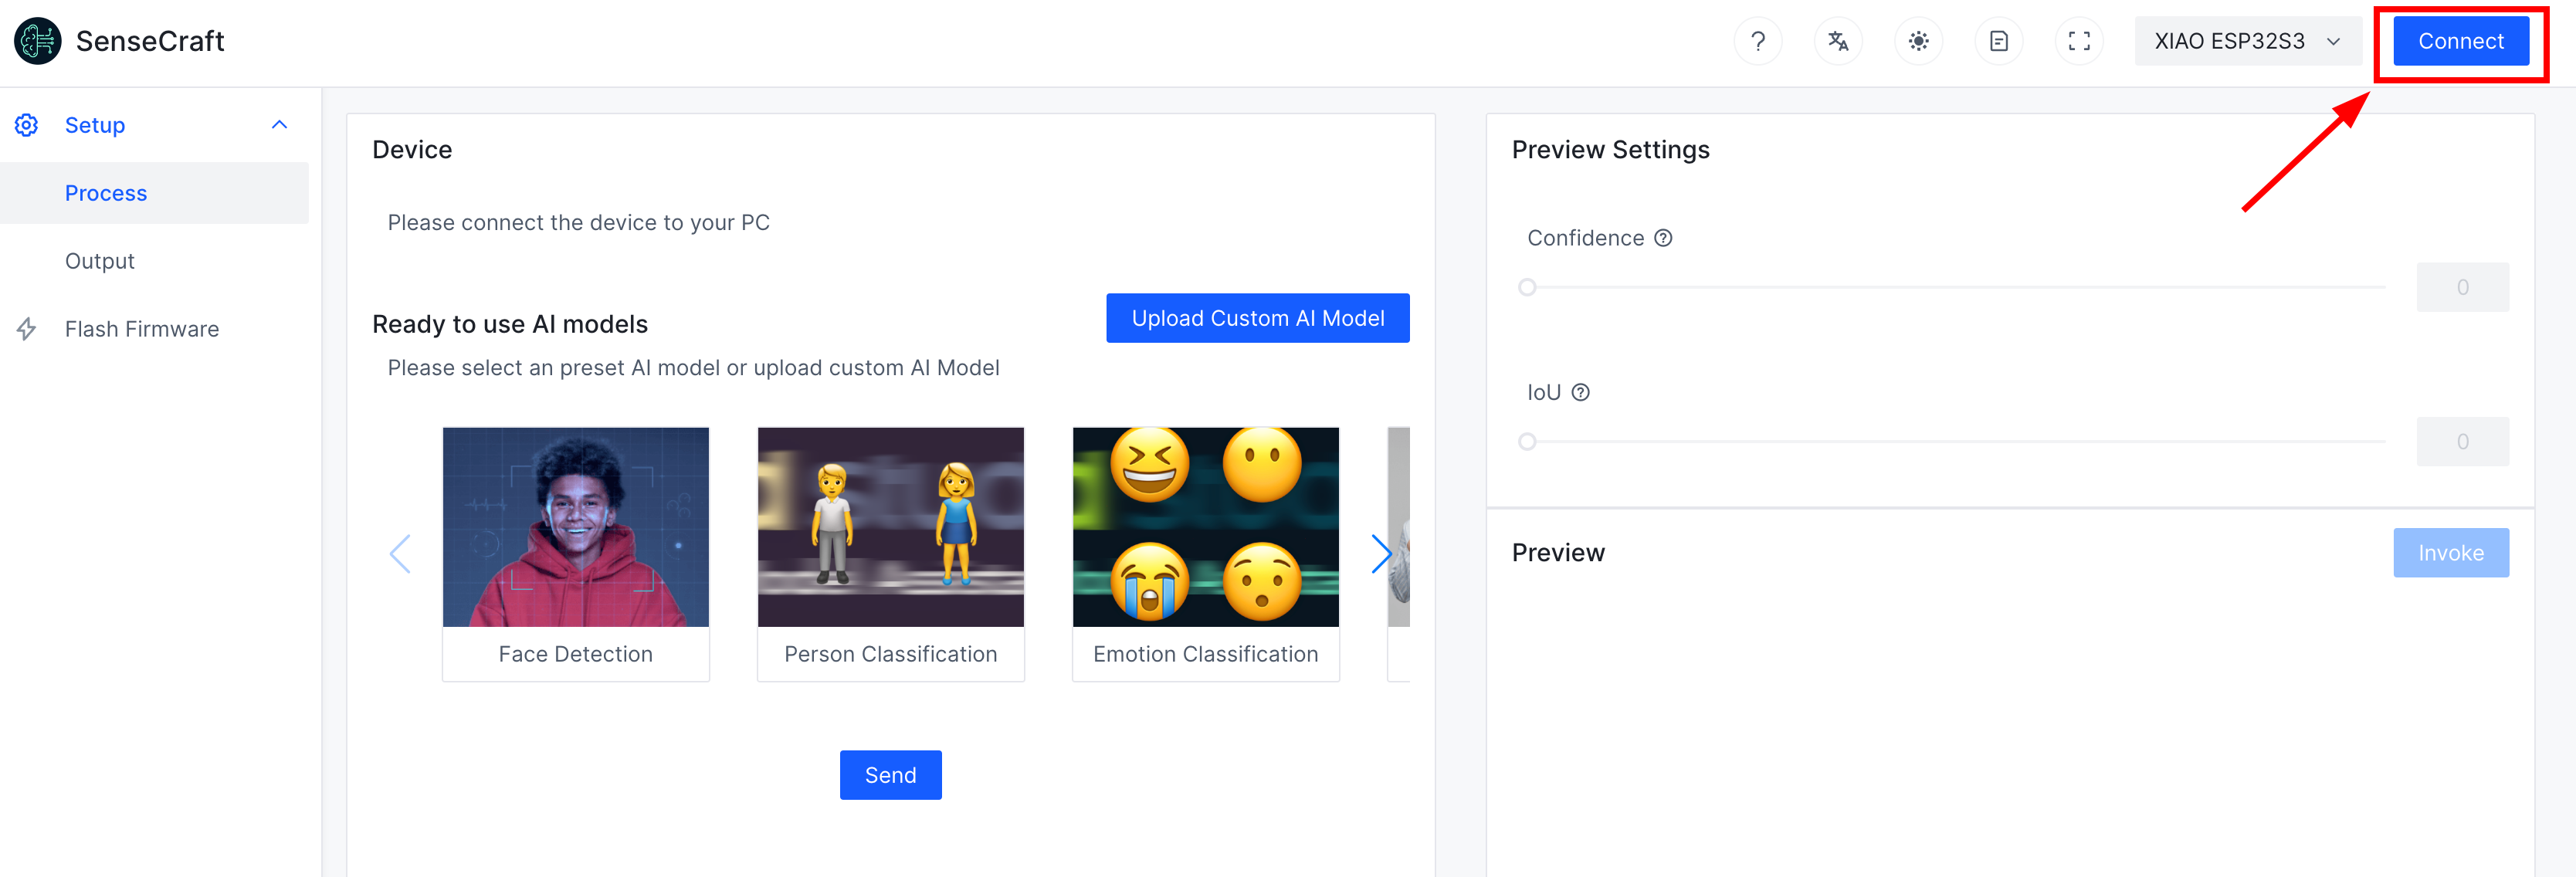 SenseCraft
XIAO ESP32S3
Connect
Setup
Process
Output
Flash Firmware
Device
Please connect the device to your PC
Ready to use AI models
Upload Custom AI Model
Please select an preset AI model or upload custom AI Model
Face Detection
Person Classification
Emotion Classification
Send
Preview Settings
Confidence
0
IoU
0
Preview
Invoke